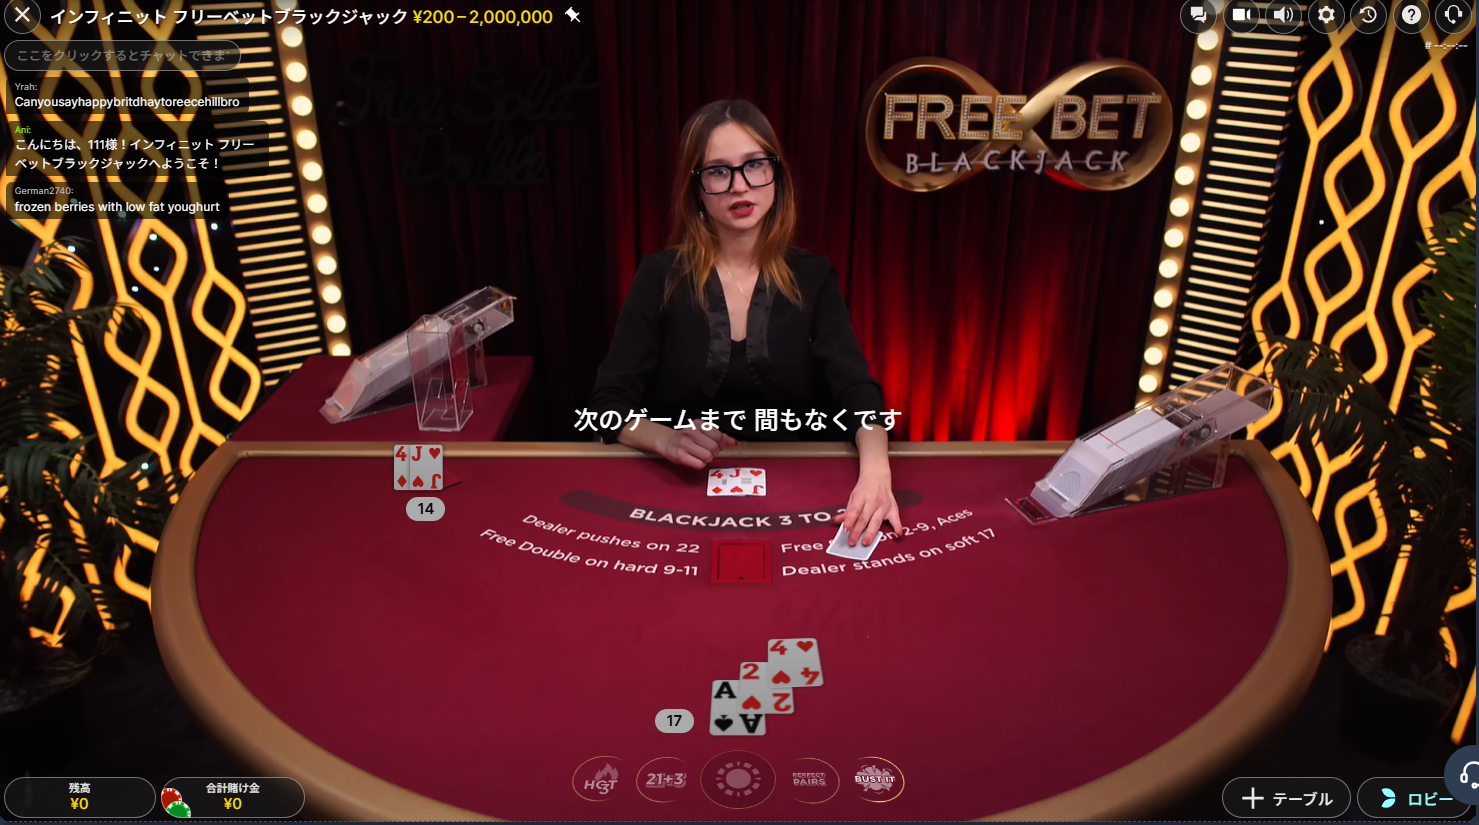 インフィニット フリーベットブラックジャック ¥200－2,000,000
ここをクリックするとチャットできま
# --:--:--
Yrah:
Canyousayhappybritdhaytoreecehillbro
Ani:
こんにちは、111様！インフィニット フリー
ベットブラックジャックへようこそ！
German2740:
frozen berries with low fat youghurt
FREE BET
BLACKJACK
次のゲームまで 間もなくです
4 J
14
4 J
BLACKJACK 3 TO
Dealer pushes on 22
Free on 2-9, Aces
Free Double on hard 9-11
Dealer stands on soft 17
4
2
A
17
HOT 3
21+3
PERFECT PAIRS
BUST IT
残高
¥0
合計賭け金
¥0
テーブル
ロビー